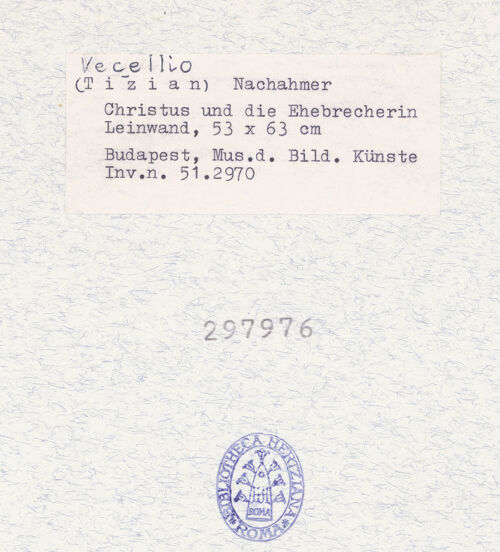 Vecellio
(T i z i a n) Nachahmer
Christus und die Ehebrecherin
Leinwand, 53 x 63 cm
Budapest, Mus.d. Bild. Künste
Inv.n. 51.2970
297976
BIBLIOTHECA HERTZIANA
ROMA
ROMA